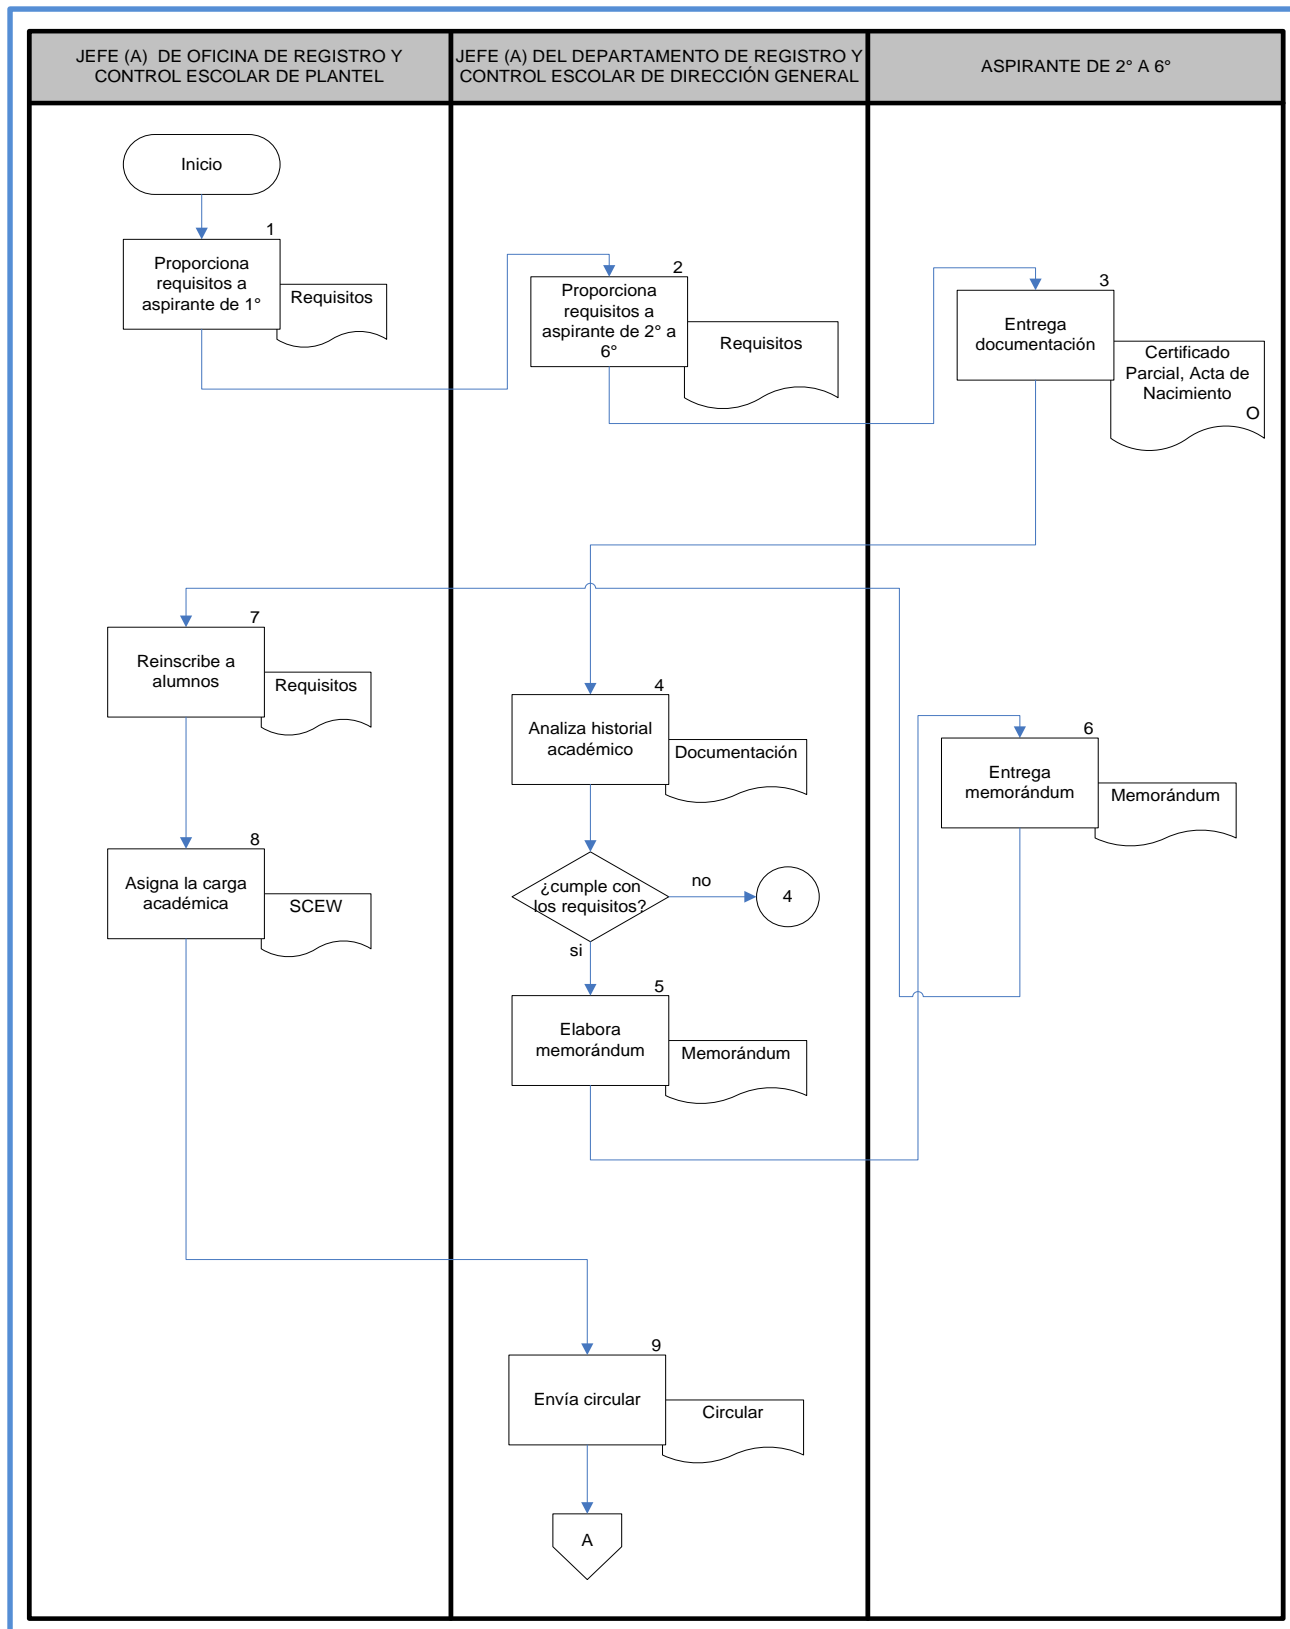 JEFE (A) DE OFICINA DE REGISTRO Y
CONTROL ESCOLAR DE PLANTEL
JEFE (A) DEL DEPARTAMENTO DE REGISTRO Y
CONTROL ESCOLAR DE DIRECCIÓN GENERAL
ASPIRANTE DE 2° A 6°
Inicio
1
Proporciona
requisitos a
aspirante de 1°
Requisitos
2
Proporciona
requisitos a
aspirante de 2° a
6°
Requisitos
3
Entrega
documentación
Certificado
Parcial, Acta de
Nacimiento
O
4
Analiza historial
académico
Documentación
¿cumple con
los requisitos?
no
4
si
5
Elabora
memorándum
Memorándum
6
Entrega
memorándum
Memorándum
7
Reinscribe a
alumnos
Requisitos
8
Asigna la carga
académica
SCEW
9
Envía circular
Circular
A